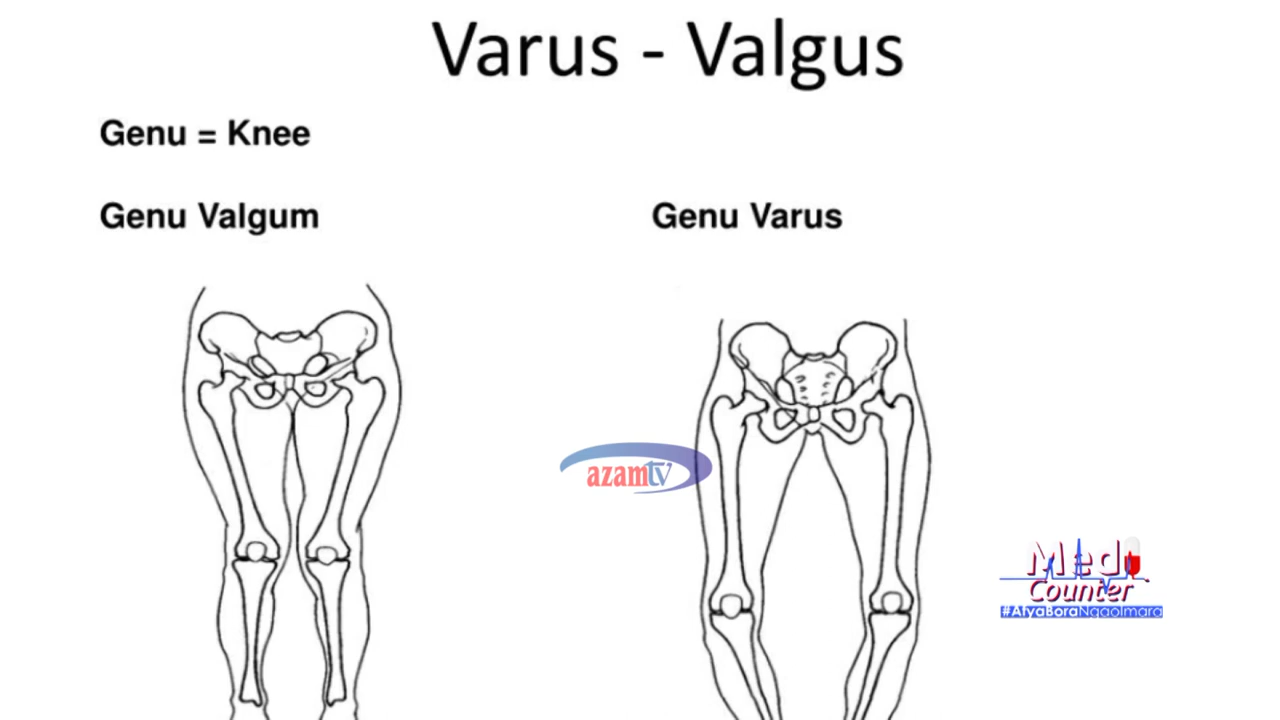 Varus - Valgus
Genu = Knee
Genu Valgum
Genu Varus
azamtv
Medi
Counter
#AfyaBoraNgaoImara